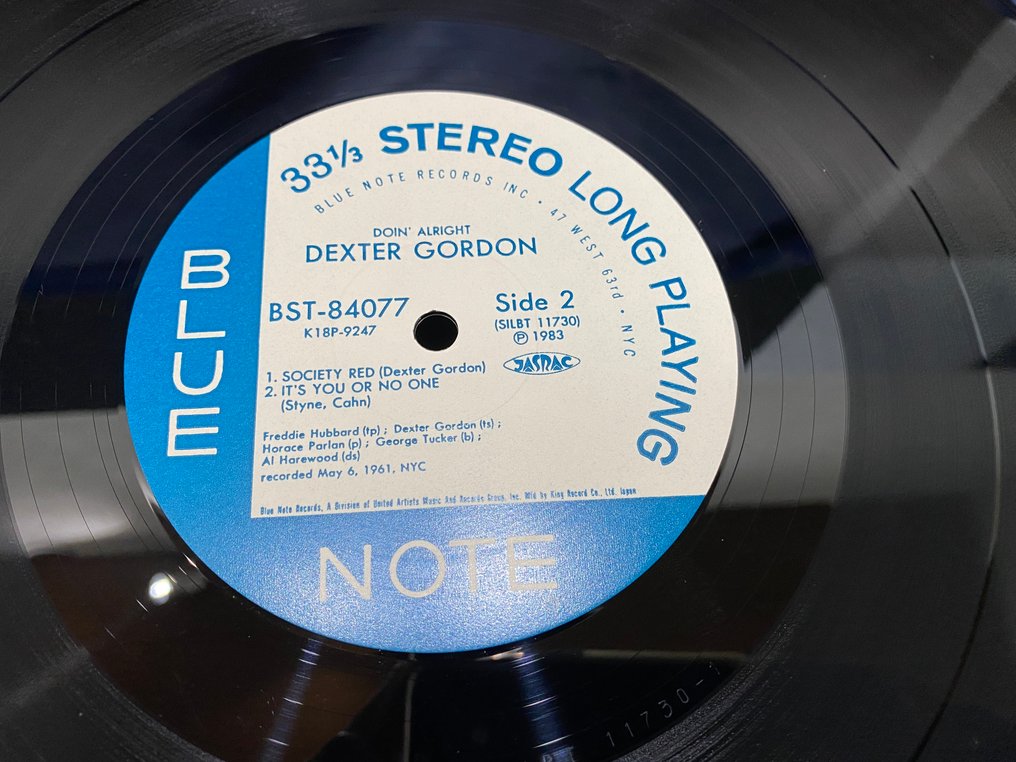 33⅓ STEREO LONG PLAYING
BLUE NOTE RECORDS INC • 47 WEST 63rd • NYC
DOIN' ALRIGHT
DEXTER GORDON
BST-84077
K18P-9247
Side 2
(SILBT 11730)
Ⓟ 1983
JASRAC
1. SOCIETY RED (Dexter Gordon)
2. IT'S YOU OR NO ONE
(Styne, Cahn)
Freddie Hubbard (tp) ; Dexter Gordon (ts) ;
Horace Parlan (p) ; George Tucker (b) ;
Al Harewood (ds)
recorded May 6, 1961, NYC
Blue Note Records, A Division of United Artists Music And Records Group, Inc. Mfd by King Record Co., Ltd. Japan
BLUE
NOTE
11730-